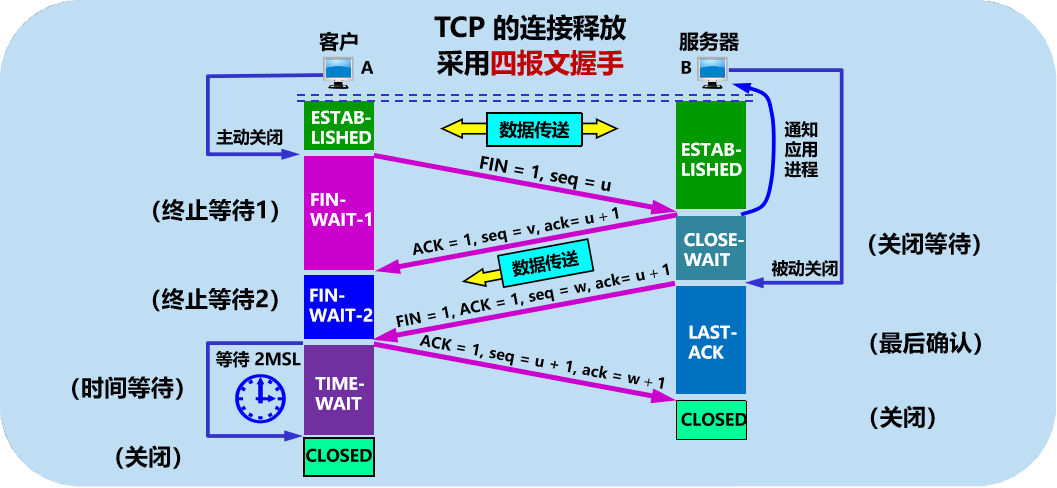 TCP 的连接释放
采用四报文握手
客户
A
服务器
B
主动关闭
ESTAB-
LISHED
数据传送
ESTAB-
LISHED
通知
应用
进程
FIN = 1, seq = u
(终止等待1)
FIN-
WAIT-1
ACK = 1, seq = v, ack= u + 1
CLOSE-
WAIT
(关闭等待)
数据传送
被动关闭
(终止等待2)
FIN-
WAIT-2
FIN = 1, ACK = 1, seq = w, ack= u + 1
LAST-
ACK
(最后确认)
等待 2MSL
ACK = 1, seq = u + 1, ack = w + 1
(时间等待)
TIME-
WAIT
CLOSED
(关闭)
(关闭)
CLOSED